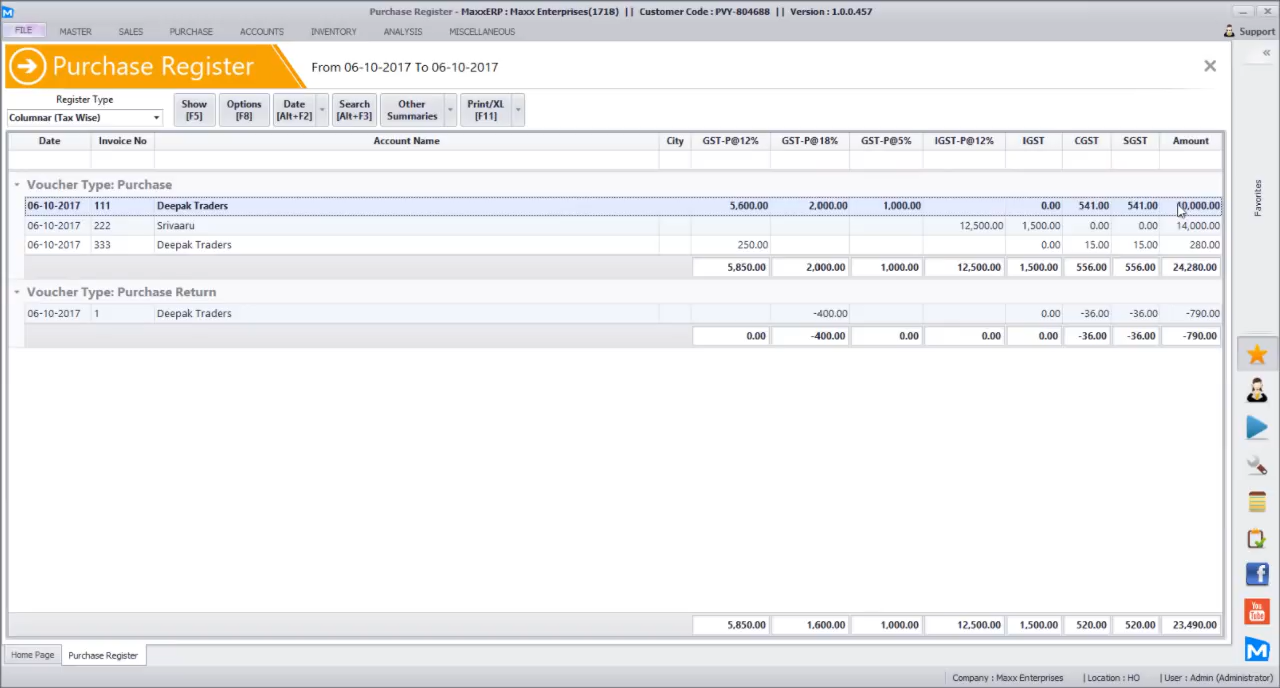 Purchase Register - MaxxERP : Maxx Enterprises(1718) || Customer Code : PVY-804688 || Version : 1.0.0.457
FILE MASTER SALES PURCHASE ACCOUNTS INVENTORY ANALYSIS MISCELLANEOUS Support
Purchase Register From 06-10-2017 To 06-10-2017
Register Type
Columnar (Tax Wise)
Show [F5]
Options [F8]
Date [Alt+F2]
Search [Alt+F3]
Other Summaries
Print/XL [F11]
Date Invoice No Account Name City GST-P@12% GST-P@18% GST-P@5% IGST-P@12% IGST CGST SGST Amount
Voucher Type: Purchase
06-10-2017 111 Deepak Traders 5,600.00 2,000.00 1,000.00 0.00 541.00 541.00 10,000.00
06-10-2017 222 Srivaaru 12,500.00 1,500.00 0.00 0.00 14,000.00
06-10-2017 333 Deepak Traders 250.00 0.00 15.00 15.00 280.00
5,850.00 2,000.00 1,000.00 12,500.00 1,500.00 556.00 556.00 24,280.00
Voucher Type: Purchase Return
06-10-2017 1 Deepak Traders -400.00 0.00 -36.00 -36.00 -790.00
0.00 -400.00 0.00 0.00 0.00 -36.00 -36.00 -790.00
5,850.00 1,600.00 1,000.00 12,500.00 1,500.00 520.00 520.00 23,490.00
Favorites
You Tube
Home Page Purchase Register
Company : Maxx Enterprises | Location : HO | User : Admin (Administrator)